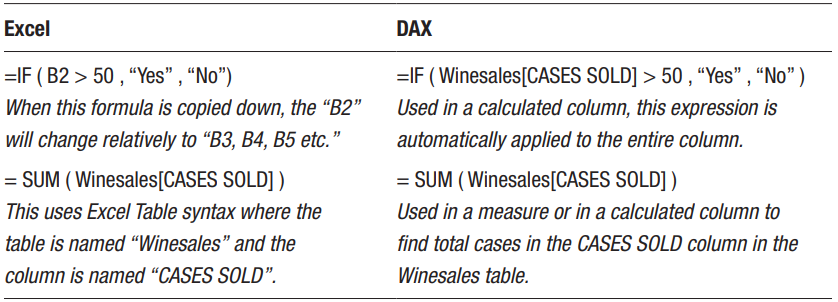 Excel
DAX
=IF ( B2 > 50 , “Yes” , “No”)
When this formula is copied down, the “B2”
will change relatively to “B3, B4, B5 etc.”
=IF ( Winesales[CASES SOLD] > 50 , “Yes” , “No” )
Used in a calculated column, this expression is
automatically applied to the entire column.
= SUM ( Winesales[CASES SOLD] )
This uses Excel Table syntax where the
table is named “Winesales” and the
column is named “CASES SOLD”.
= SUM ( Winesales[CASES SOLD] )
Used in a measure or in a calculated column to
find total cases in the CASES SOLD column in the
Winesales table.